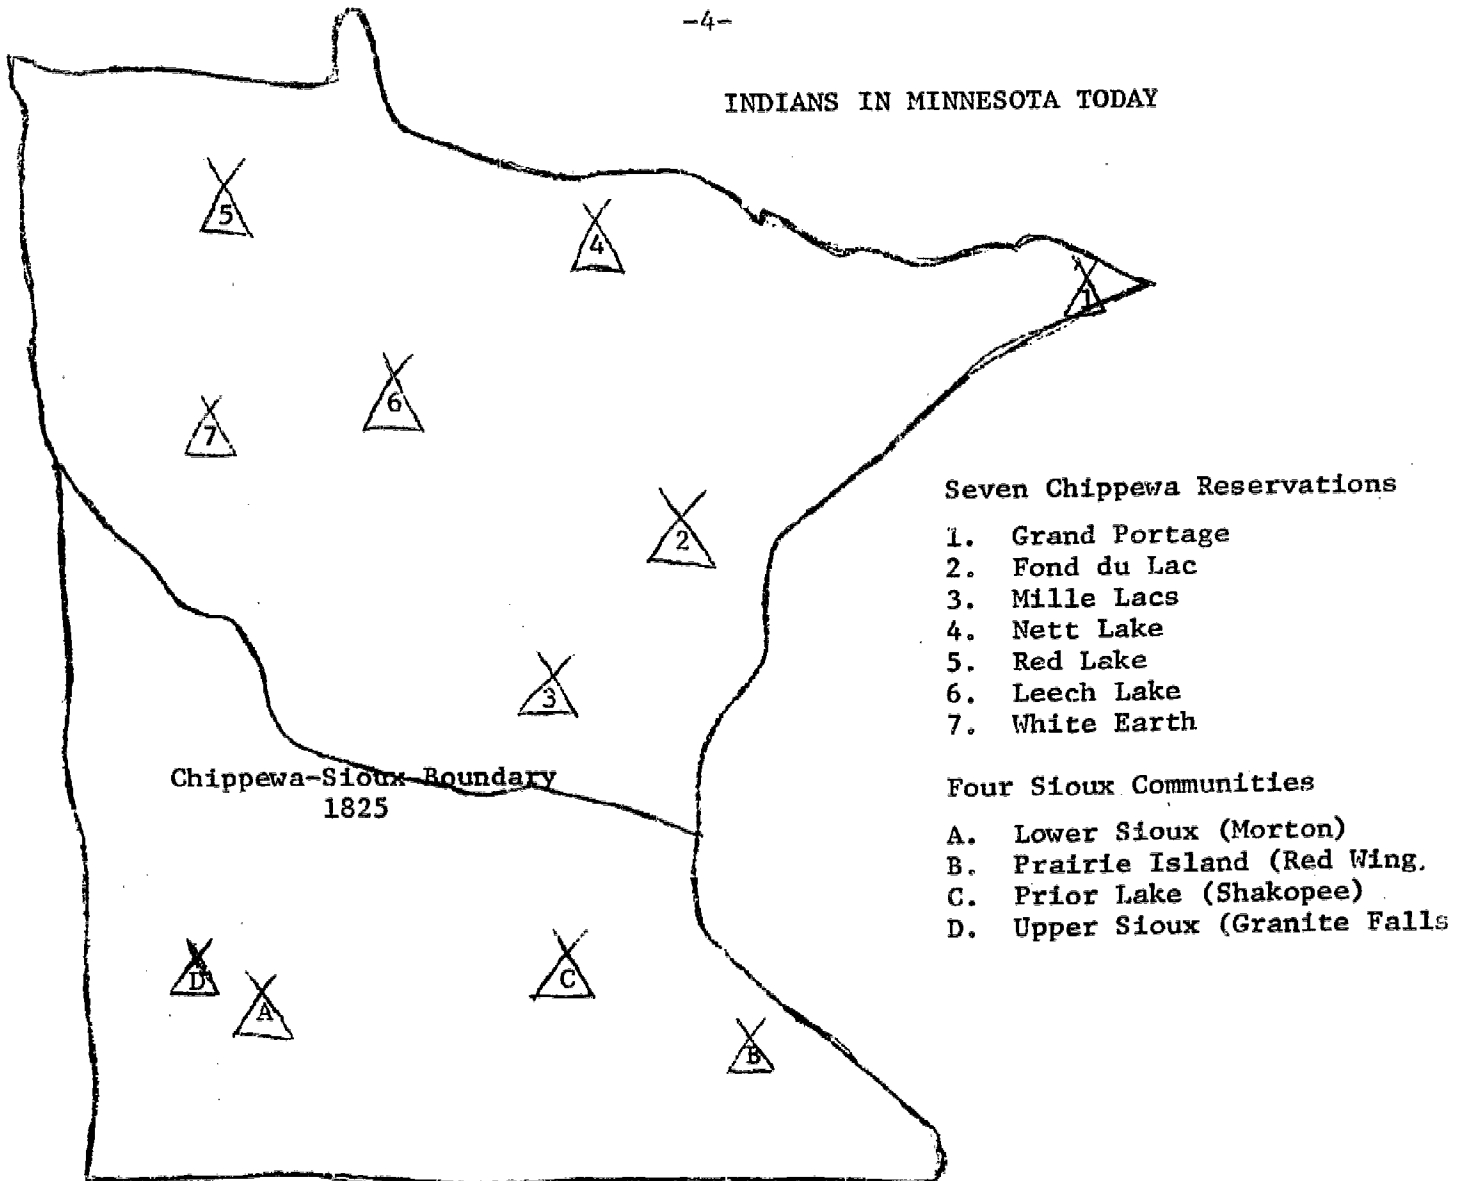 -4-
INDIANS IN MINNESOTA TODAY
5
4
1
6
7
2
3
Chippewa-Sioux Boundary
1825
D
A
C
B
Seven Chippewa Reservations
1. Grand Portage
2. Fond du Lac
3. Mille Lacs
4. Nett Lake
5. Red Lake
6. Leech Lake
7. White Earth
Four Sioux Communities
A. Lower Sioux (Morton)
B. Prairie Island (Red Wing.
C. Prior Lake (Shakopee)
D. Upper Sioux (Granite Falls